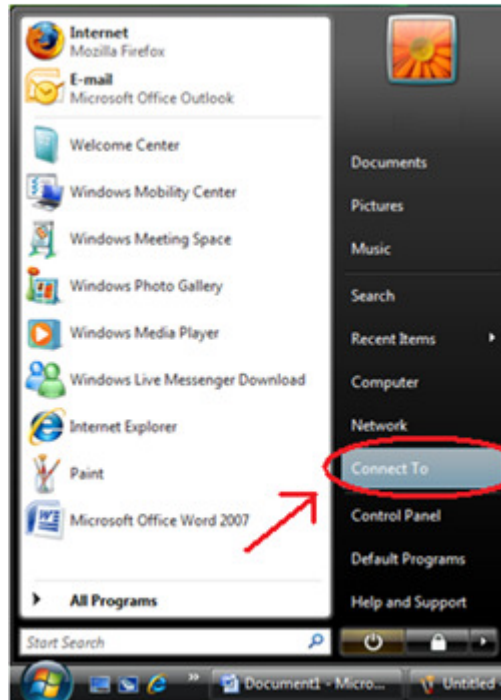 Internet
Mozilla Firefox
E-mail
Microsoft Office Outlook
Welcome Center
Windows Mobility Center
Windows Meeting Space
Windows Photo Gallery
Windows Media Player
Windows Live Messenger Download
Internet Explorer
Paint
Microsoft Office Word 2007
All Programs
Start Search
Documents
Pictures
Music
Search
Recent Items
Computer
Network
Connect To
Control Panel
Default Programs
Help and Support
Document1 - Micro...
Untitled